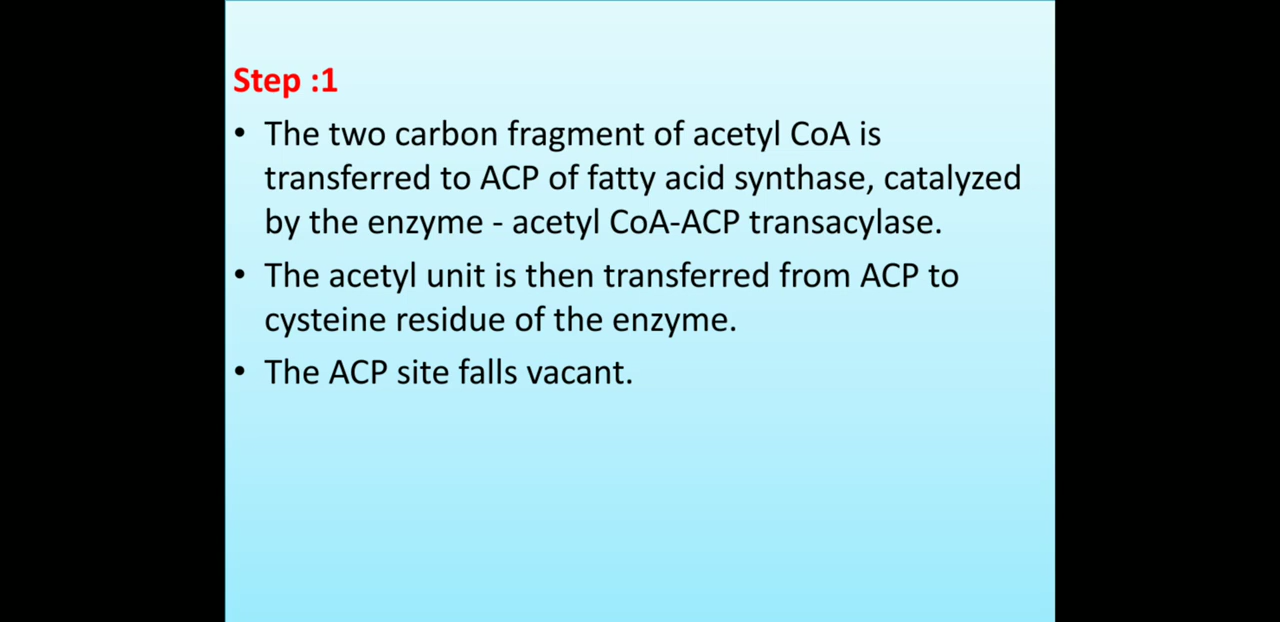 Step :1
• The two carbon fragment of acetyl CoA is
transferred to ACP of fatty acid synthase, catalyzed
by the enzyme - acetyl CoA-ACP transacylase.
• The acetyl unit is then transferred from ACP to
cysteine residue of the enzyme.
• The ACP site falls vacant.